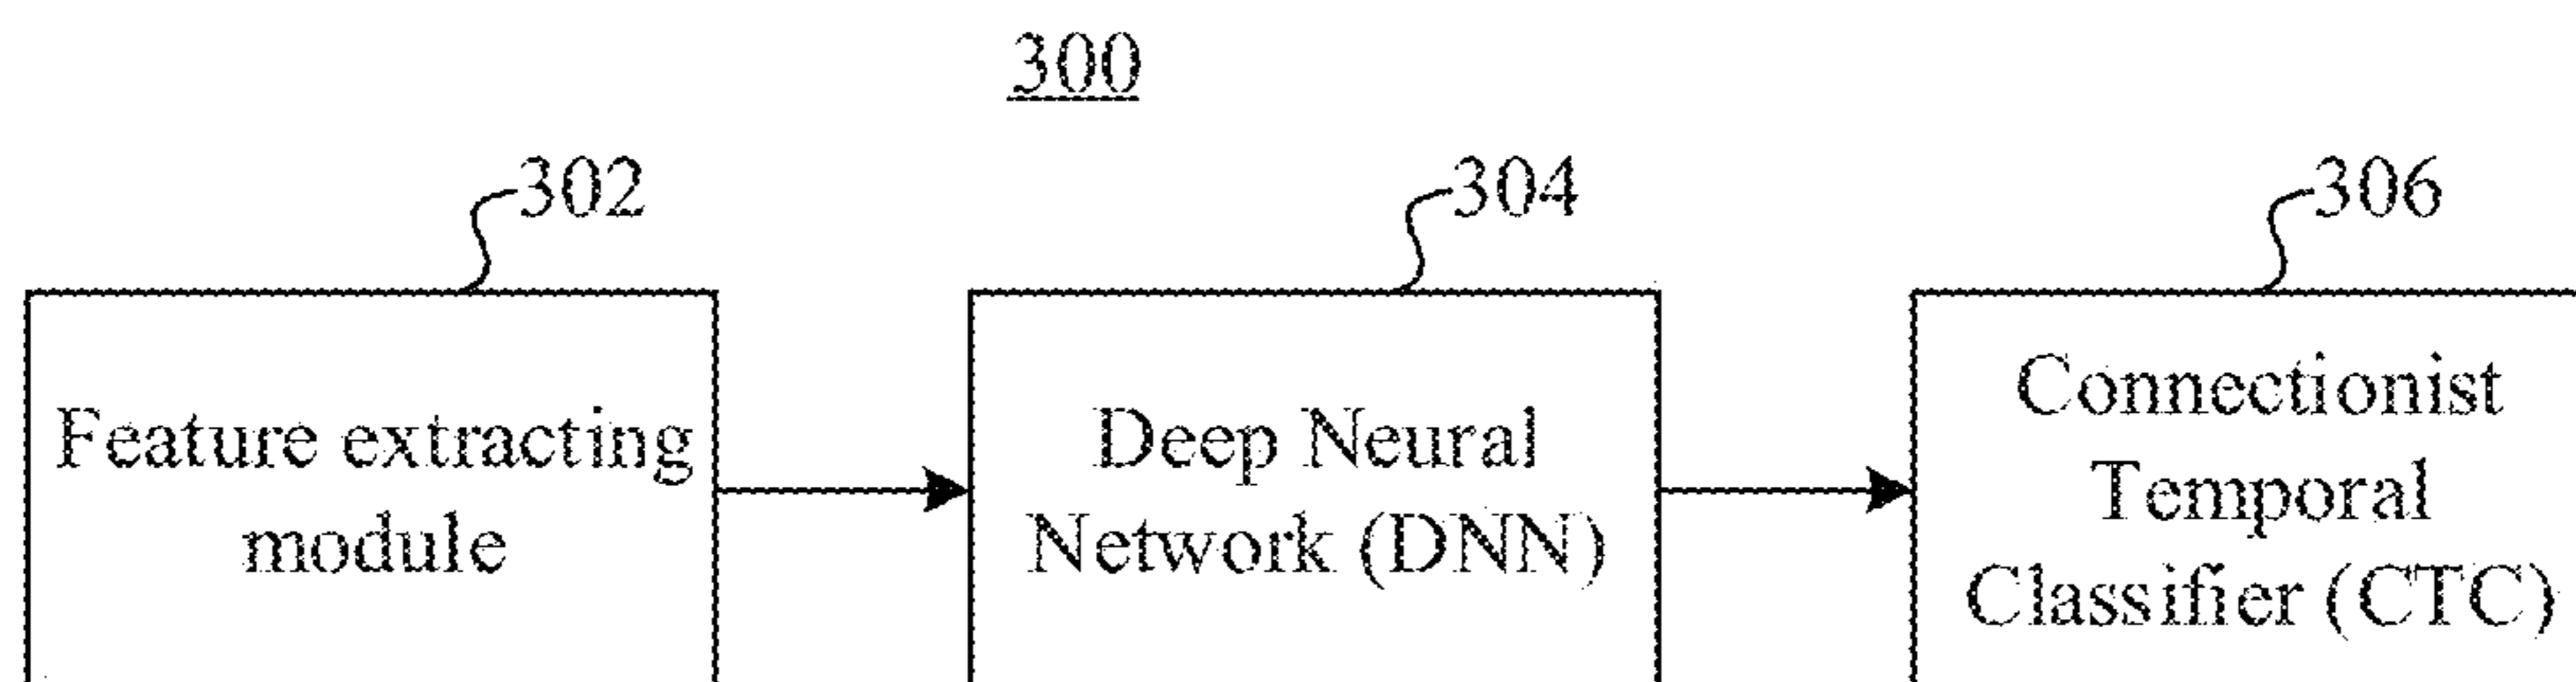 300
302
304
306
Feature extracting
module
Deep Neural
Network (DNN)
Connectionist
Temporal
Classifier (CTC)